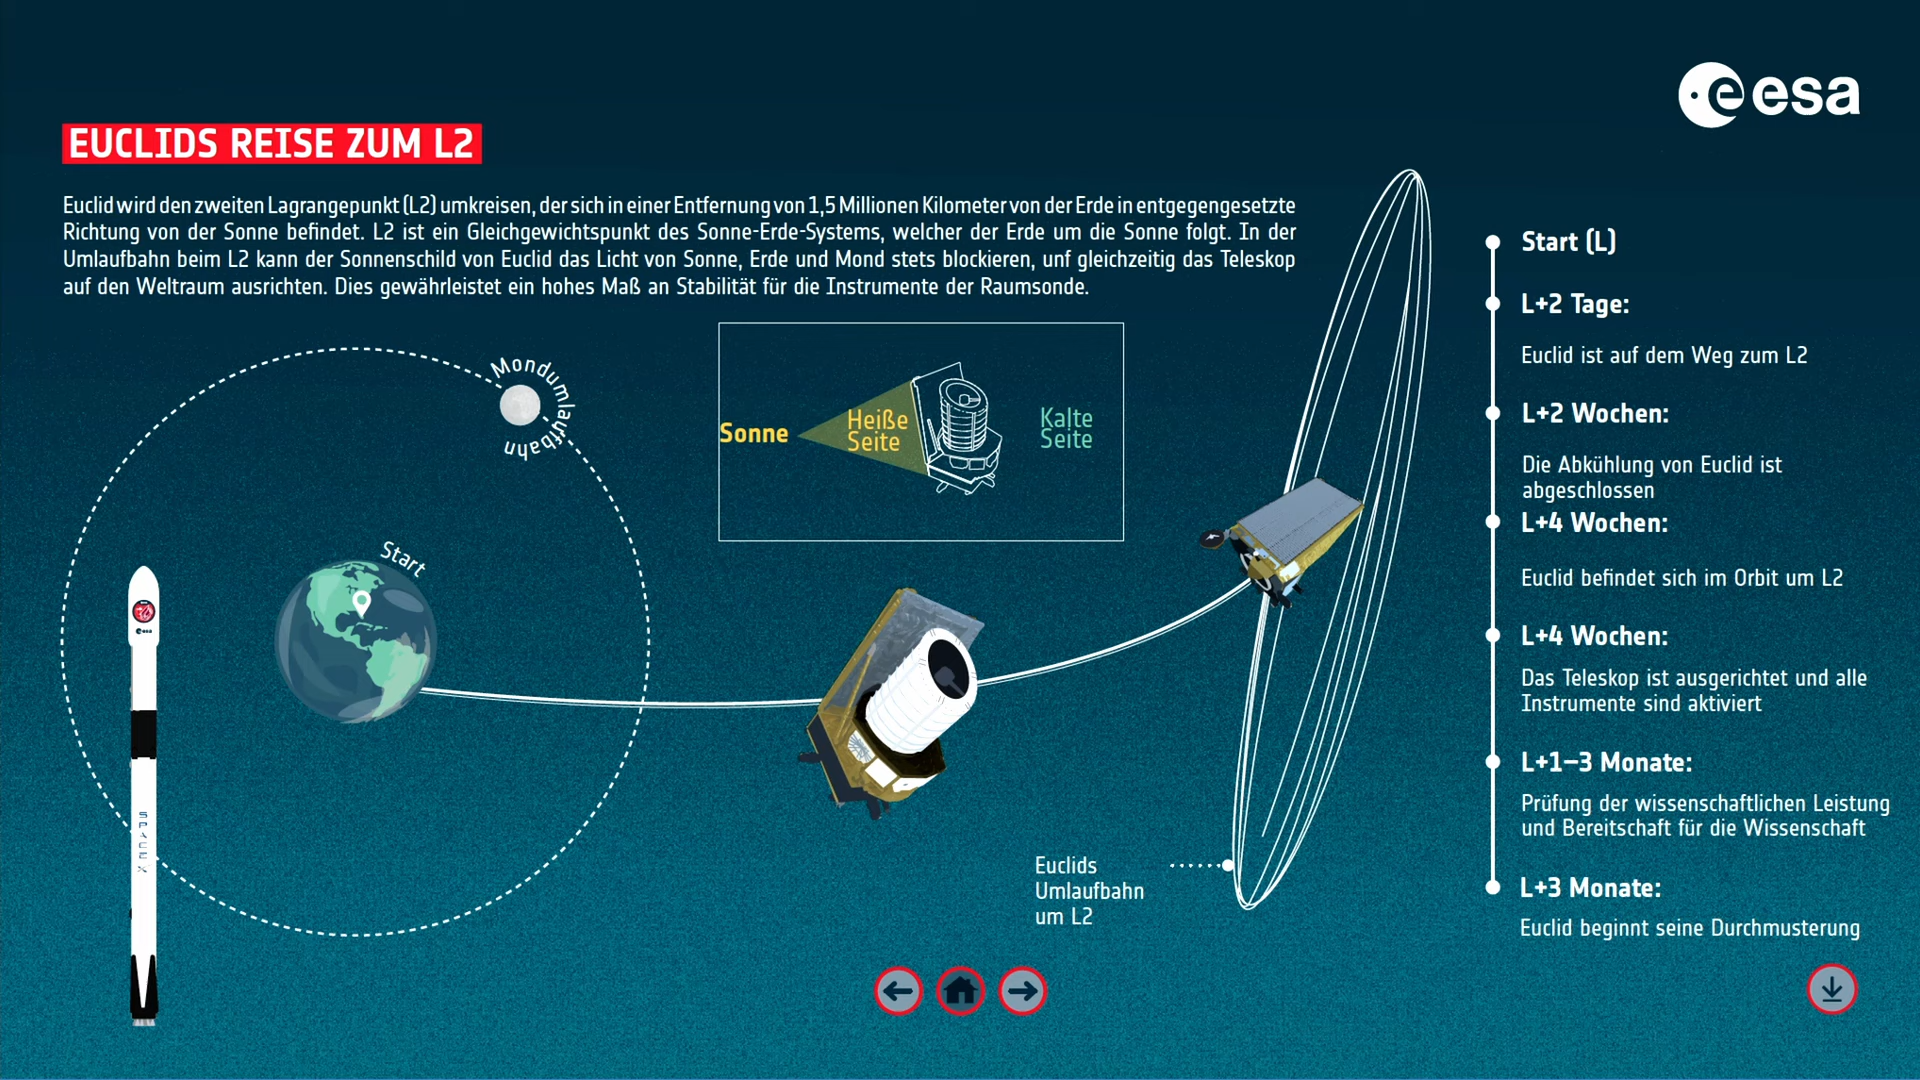 esa
EUCLIDS REISE ZUM L2
Euclid wird den zweiten Lagrangepunkt (L2) umkreisen, der sich in einer Entfernung von 1,5 Millionen Kilometer von der Erde in entgegengesetzte
Richtung von der Sonne befindet. L2 ist ein Gleichgewichtspunkt des Sonne-Erde-Systems, welcher der Erde um die Sonne folgt. In der
Umlaufbahn beim L2 kann der Sonnenschild von Euclid das Licht von Sonne, Erde und Mond stets blockieren, unf gleichzeitig das Teleskop
auf den Weltraum ausrichten. Dies gewährleistet ein hohes Maß an Stabilität für die Instrumente der Raumsonde.
Mondumlaufbahn
Start
esa
SPACEX
Sonne
Heiße
Seite
Kalte
Seite
Euclids
Umlaufbahn
um L2
Start (L)
L+2 Tage:
Euclid ist auf dem Weg zum L2
L+2 Wochen:
Die Abkühlung von Euclid ist
abgeschlossen
L+4 Wochen:
Euclid befindet sich im Orbit um L2
L+4 Wochen:
Das Teleskop ist ausgerichtet und alle
Instrumente sind aktiviert
L+1–3 Monate:
Prüfung der wissenschaftlichen Leistung
und Bereitschaft für die Wissenschaft
L+3 Monate:
Euclid beginnt seine Durchmusterung